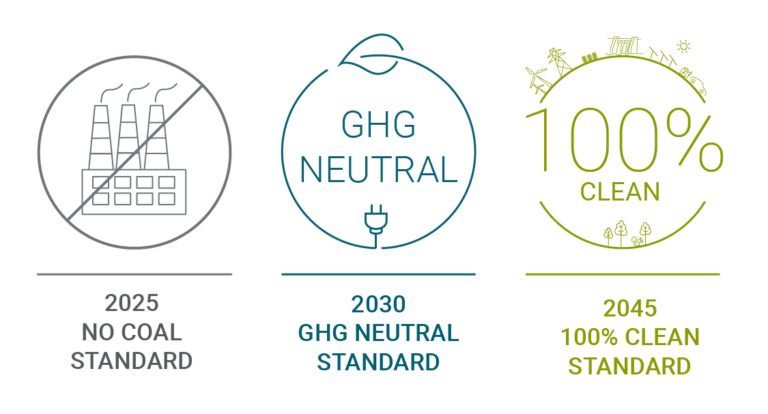 GHG
NEUTRAL
100%
CLEAN
2025
NO COAL
STANDARD
2030
GHG NEUTRAL
STANDARD
2045
100% CLEAN
STANDARD